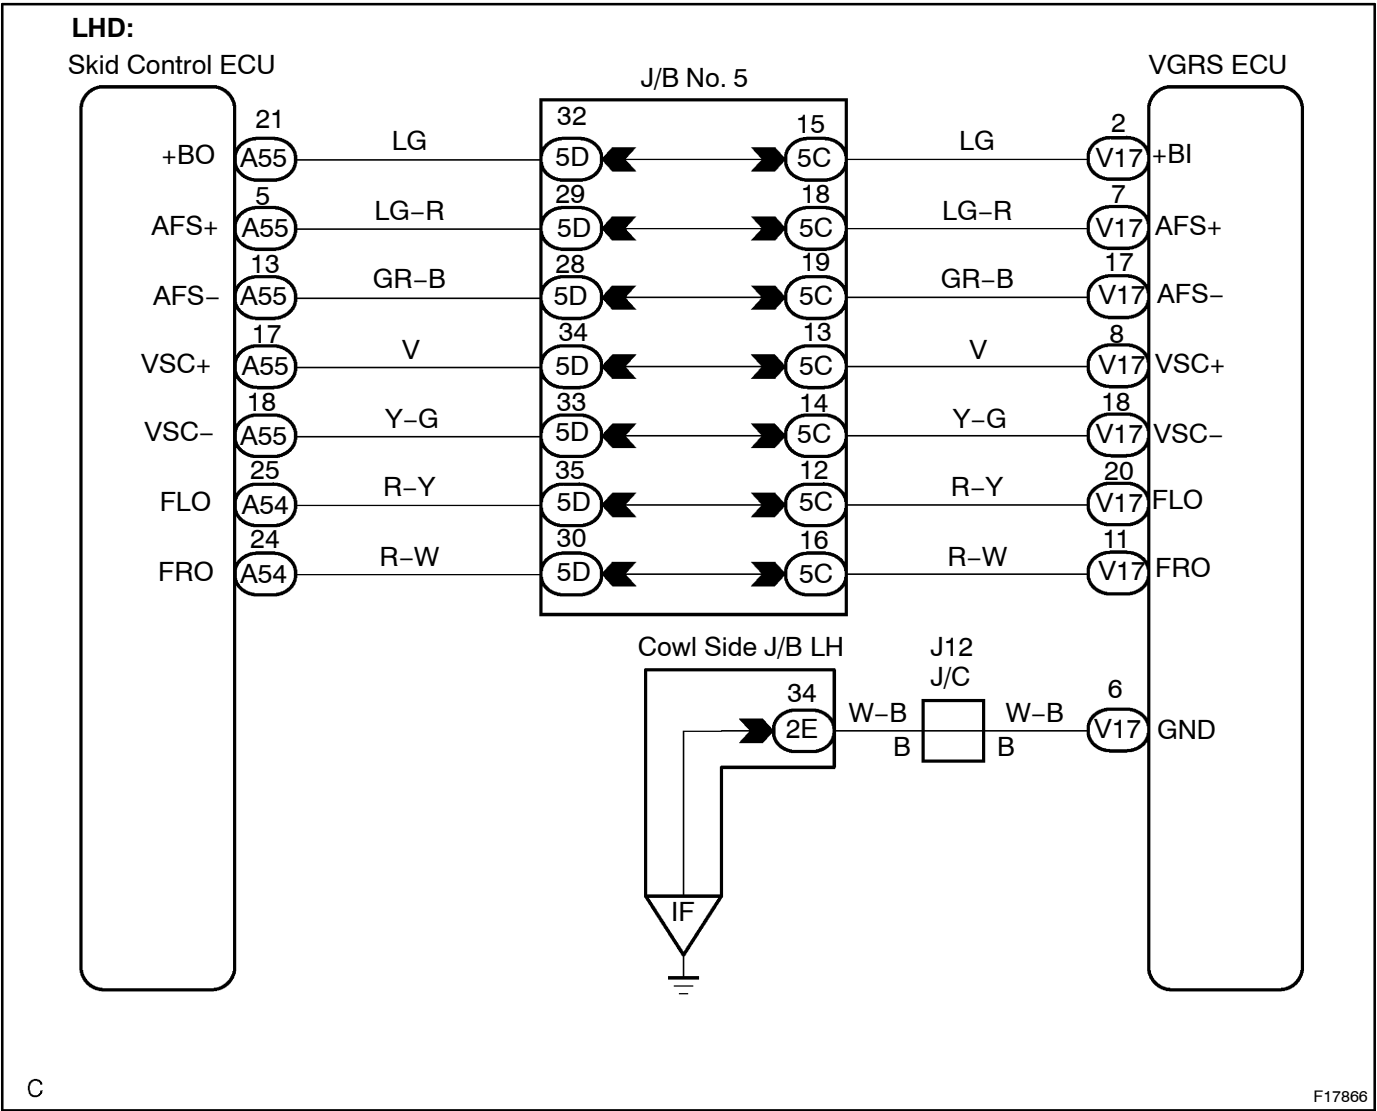 LHD:
Skid Control ECU
J/B No. 5
VGRS ECU
21 32 15 2
+BO A55 LG 5D 5C LG V17 +BI
5 29 18 7
AFS+ A55 LG−R 5D 5C LG−R V17 AFS+
13 28 19 17
AFS− A55 GR−B 5D 5C GR−B V17 AFS−
17 34 13 8
VSC+ A55 V 5D 5C V V17 VSC+
18 33 14 18
VSC− A55 Y−G 5D 5C Y−G V17 VSC−
25 35 12 20
FLO A54 R−Y 5D 5C R−Y V17 FLO
24 30 16 11
FRO A54 R−W 5D 5C R−W V17 FRO
Cowl Side J/B LH
J12
J/C
34 6
2E W−B W−B V17 GND
B B
IF
C
F17866